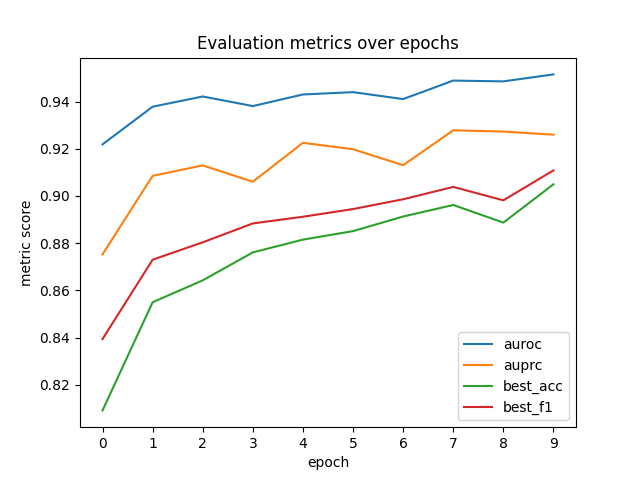 Evaluation metrics over epochs
metric score
0.94
0.92
0.90
0.88
0.86
0.84
0.82
auroc
auprc
best_acc
best_f1
0 1 2 3 4 5 6 7 8 9
epoch